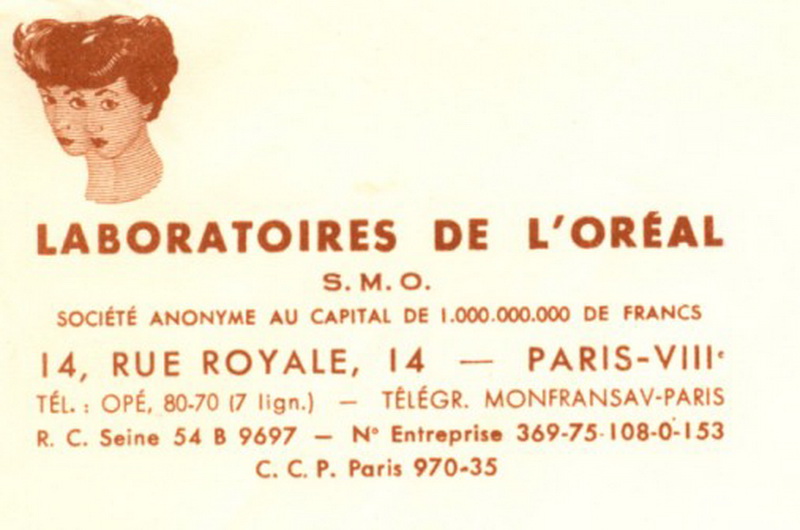 LABORATOIRES DE L'ORÉAL
S. M. O.
SOCIÉTÉ ANONYME AU CAPITAL DE 1.000.000.000 DE FRANCS
14, RUE ROYALE, 14 — PARIS-VIIIe
TÉL. : OPÉ, 80-70 (7 lign.) — TÉLÉGR. MONFRANSAV-PARIS
R. C. Seine 54 B 9697 — N° Entreprise 369-75-108-0-153
C. C. P. Paris 970-35